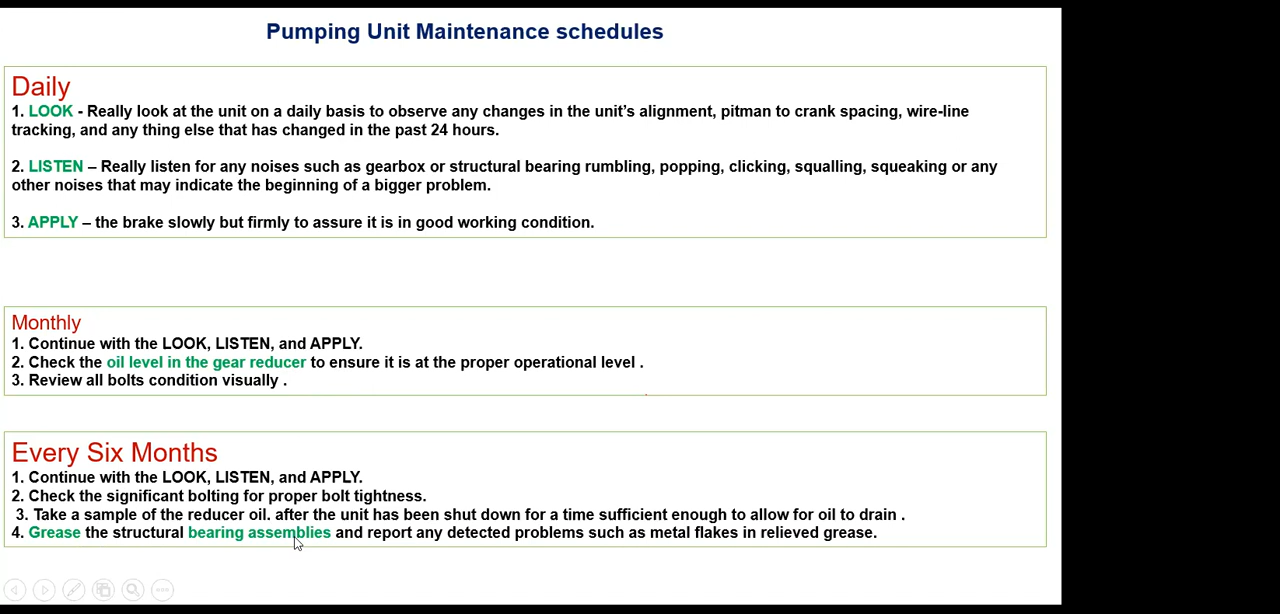 Pumping Unit Maintenance schedules
Daily
1. LOOK - Really look at the unit on a daily basis to observe any changes in the unit’s alignment, pitman to crank spacing, wire-line
tracking, and any thing else that has changed in the past 24 hours.
2. LISTEN – Really listen for any noises such as gearbox or structural bearing rumbling, popping, clicking, squalling, squeaking or any
other noises that may indicate the beginning of a bigger problem.
3. APPLY – the brake slowly but firmly to assure it is in good working condition.
Monthly
1. Continue with the LOOK, LISTEN, and APPLY.
2. Check the oil level in the gear reducer to ensure it is at the proper operational level .
3. Review all bolts condition visually .
Every Six Months
1. Continue with the LOOK, LISTEN, and APPLY.
2. Check the significant bolting for proper bolt tightness.
3. Take a sample of the reducer oil. after the unit has been shut down for a time sufficient enough to allow for oil to drain .
4. Grease the structural bearing assemblies and report any detected problems such as metal flakes in relieved grease.